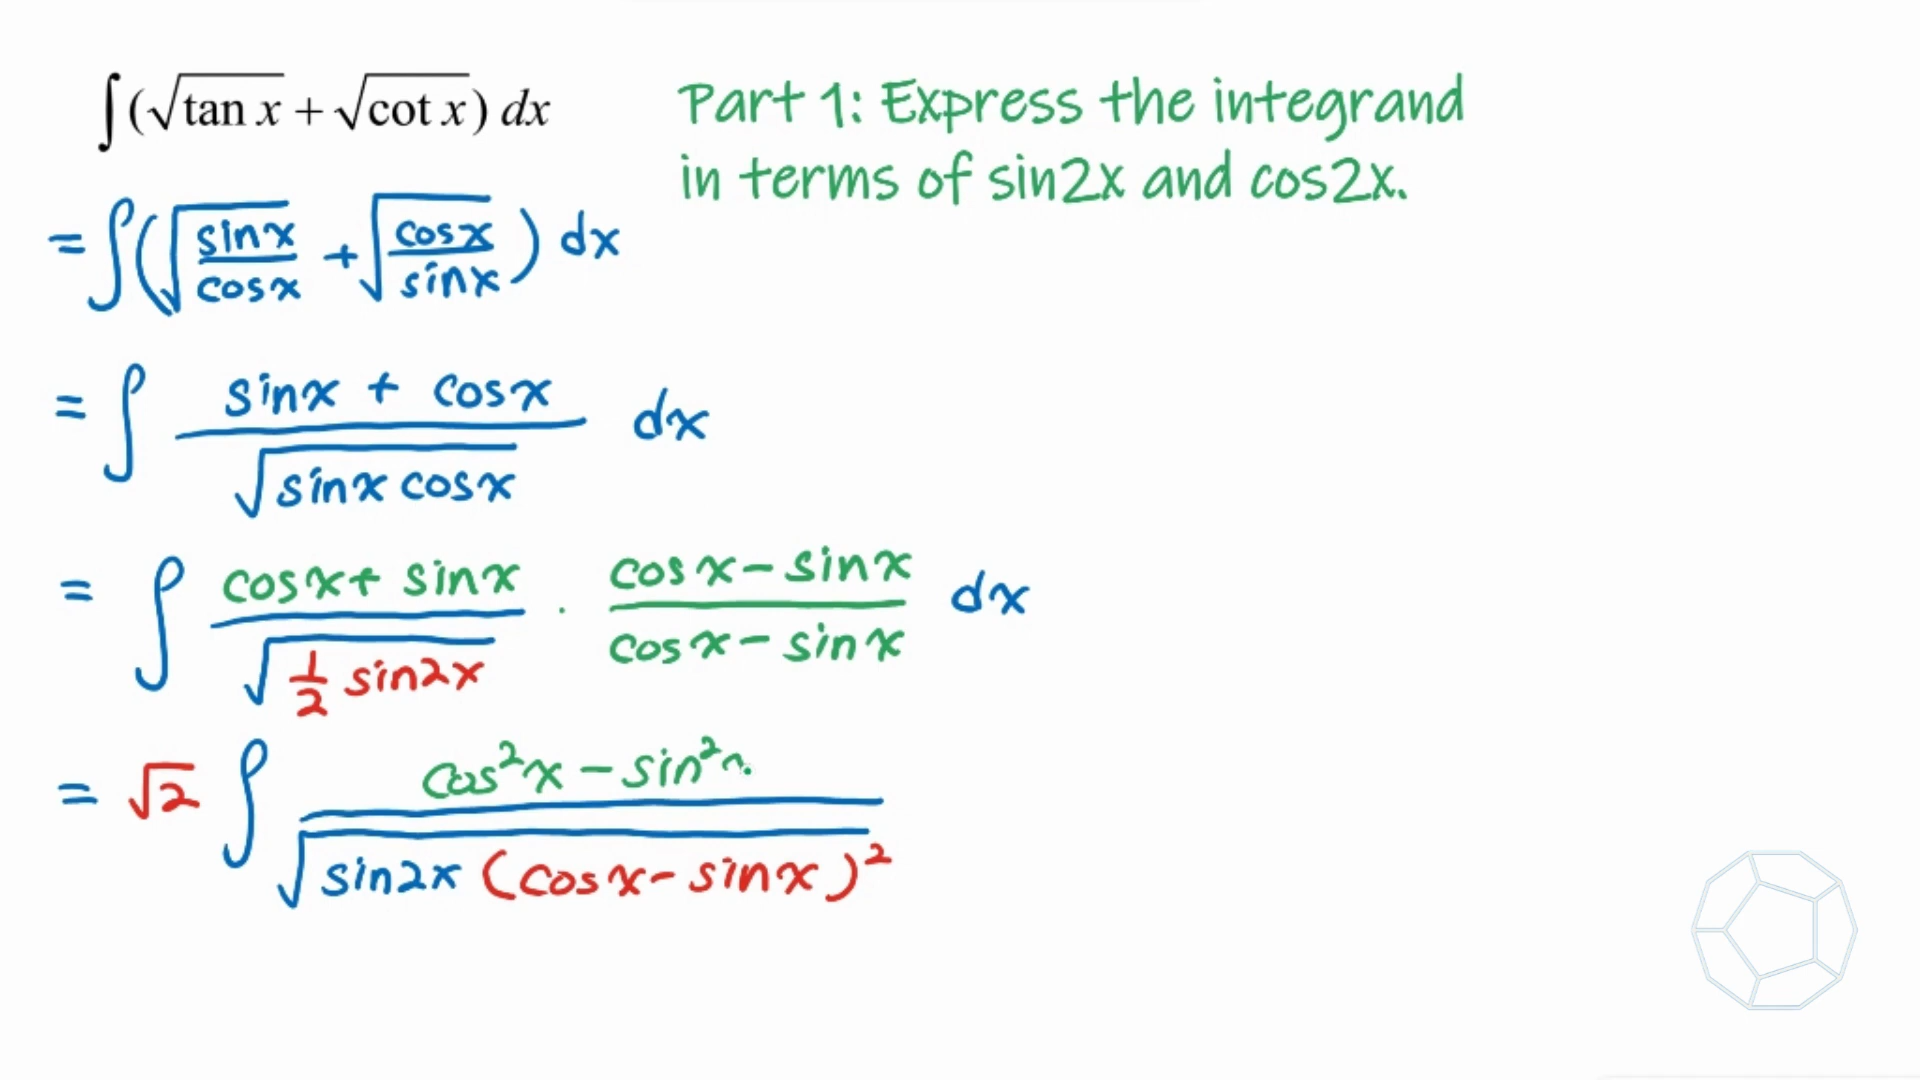 ∫(√tan x + √cot x) dx
Part 1: Express the integrand
in terms of sin2x and cos2x.
= ∫(√(sinx/cosx) + √(cosx/sinx)) dx
= ∫ (sinx + cosx)/√(sinx cosx) dx
= ∫ (cosx + sinx)/√(1/2 sin2x) · (cosx − sinx)/(cosx − sinx) dx
= √2 ∫ (cos²x − sin²)/√(sin2x (cosx − sinx)²)